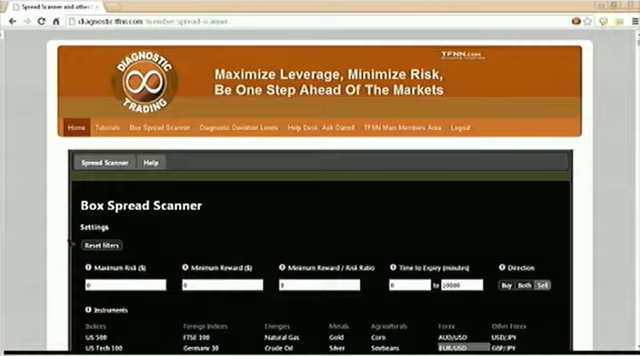 Spread Scanner and other
diagnostic.tfnn.com/member/spread-scanner
DIAGNOSTIC
TRADING
TFNN.COM
Maximize Leverage, Minimize Risk,
Be One Step Ahead Of The Markets
Home Tutorials Box Spread Scanner Diagnostic Deviation Levels Help Desk: Ask Darrell TFNN Main Members Area Logout
Spread Scanner Help
Box Spread Scanner
Settings
Reset filters
Maximum Risk ($) Minimum Reward ($) Minimum Reward / Risk Ratio Time to Expiry (minutes) Direction
0 0 0 0 to 10000 Buy Both Sell
Instruments
Indices Foreign Indices Energies Metals Agriculturals Forex Other Forex
US 500 FTSE 100 Natural Gas Gold Corn AUD/USD USD/JPY
US Tech 100 Germany 30 Crude Oil Silver Soybeans EUR/USD GBP/JPY